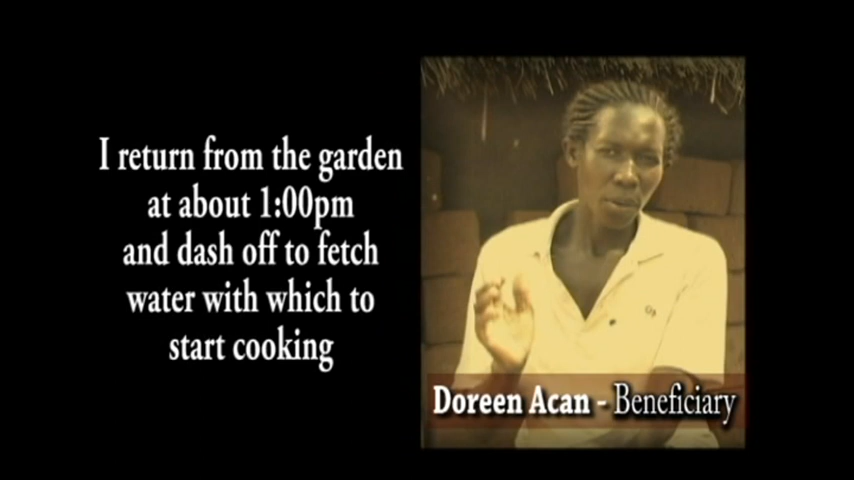 I return from the garden
at about 1:00pm
and dash off to fetch
water with which to
start cooking
Doreen Acan - Beneficiary